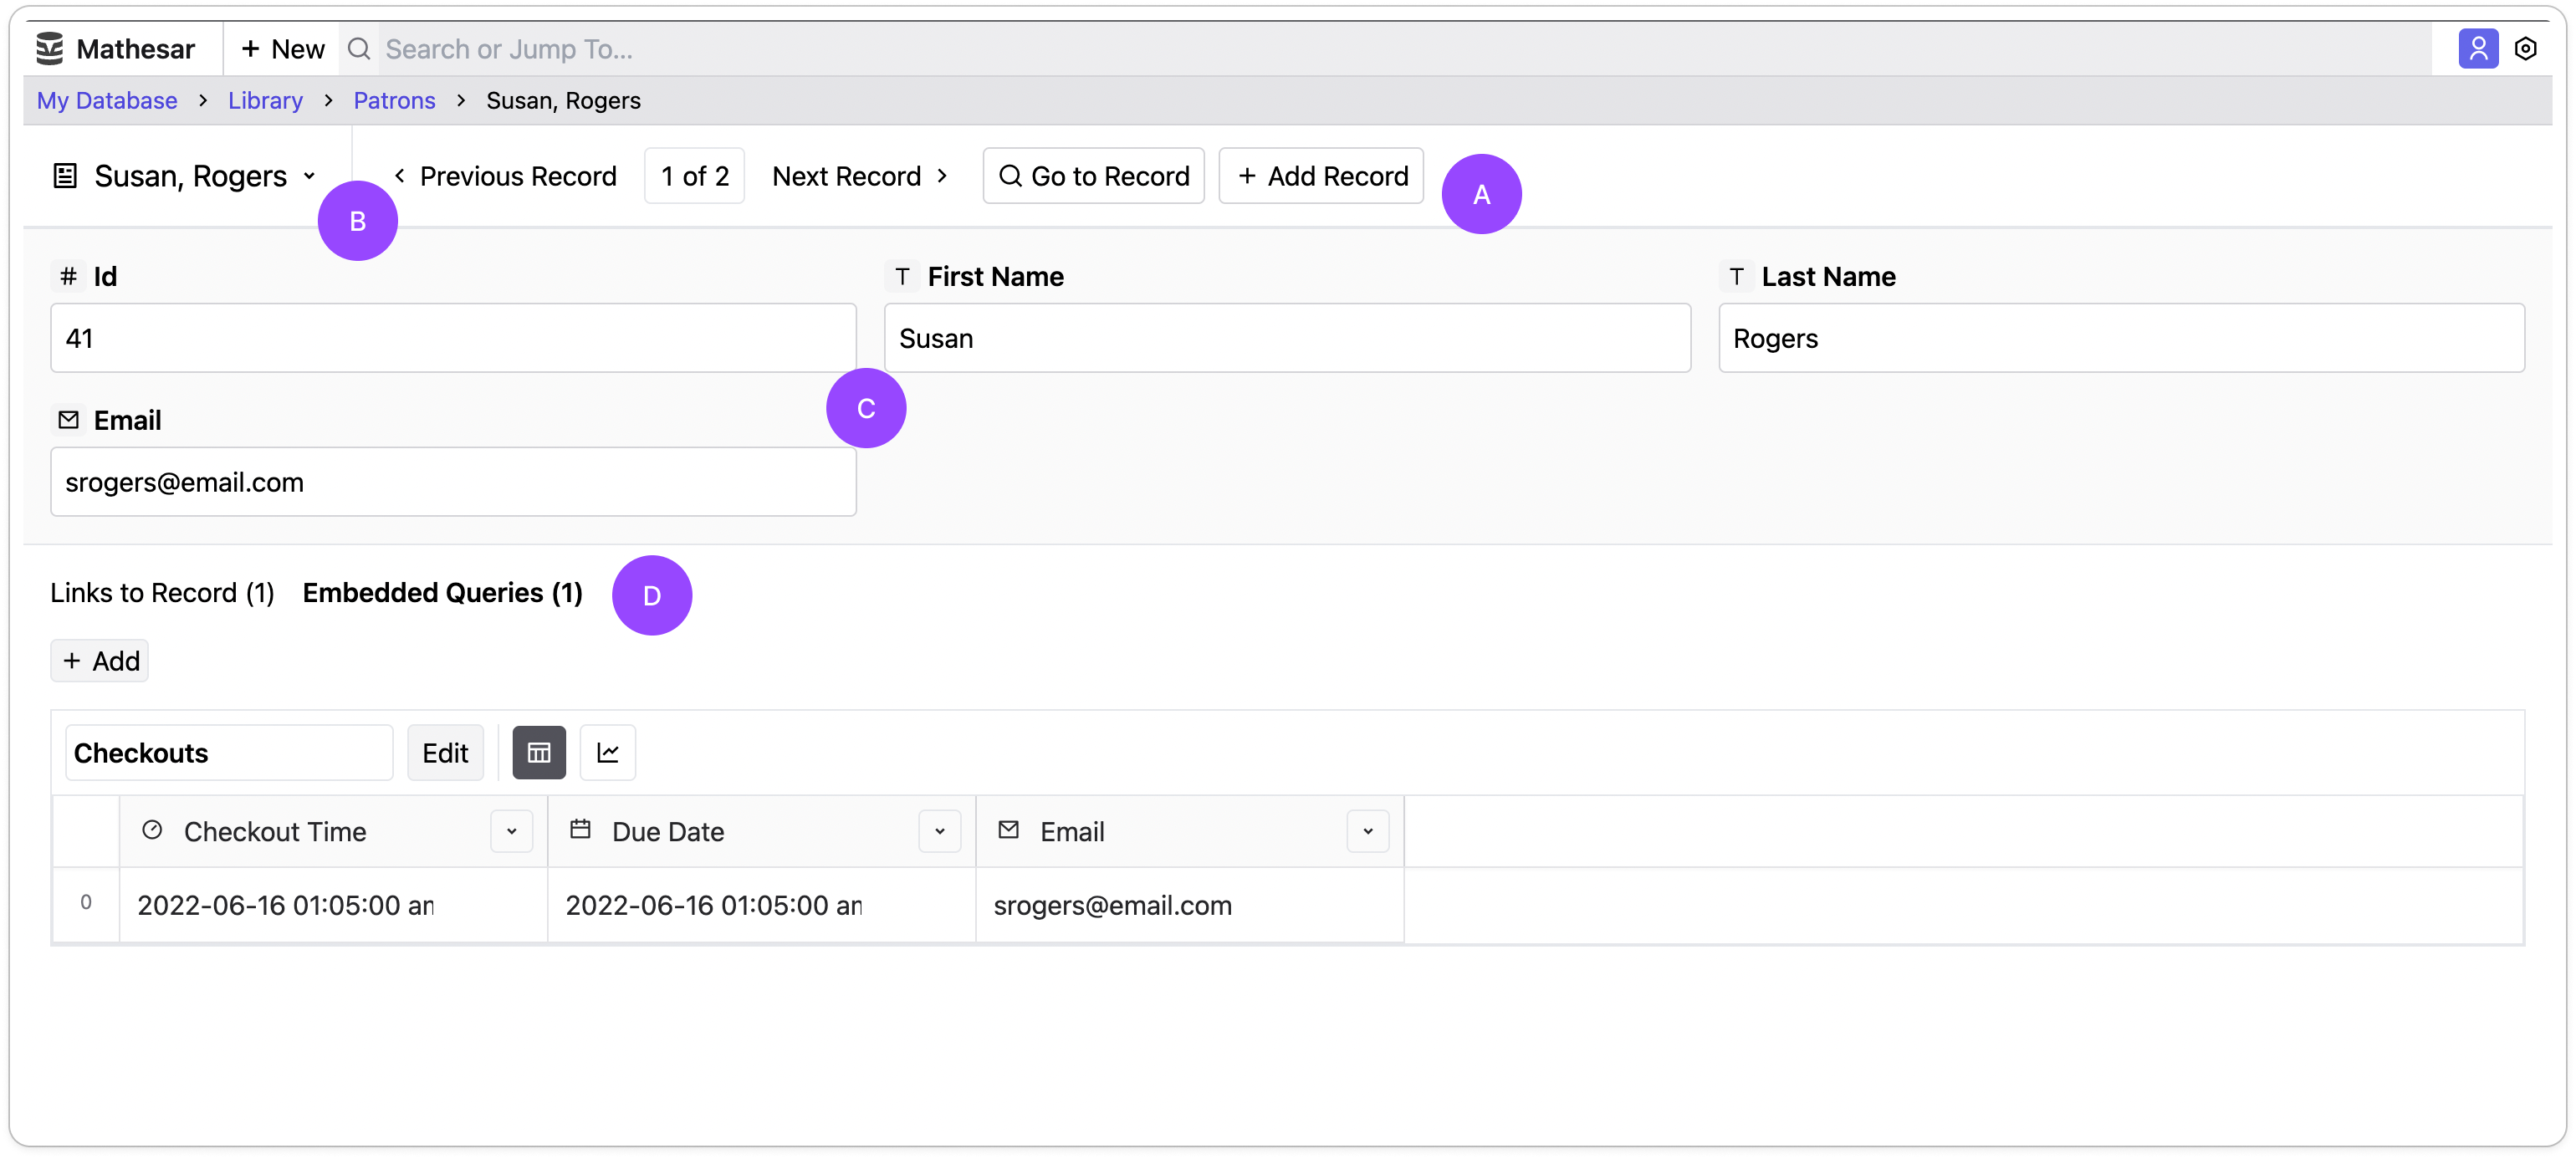 Mathesar + New Search or Jump To...
My Database > Library > Patrons > Susan, Rogers
Susan, Rogers < Previous Record 1 of 2 Next Record > Go to Record + Add Record A
B
# Id T First Name T Last Name
41 Susan Rogers
C
Email
srogers@email.com
Links to Record (1) Embedded Queries (1) D
+ Add
Checkouts Edit
Checkout Time Due Date Email
0 2022-06-16 01:05:00 an 2022-06-16 01:05:00 an srogers@email.com